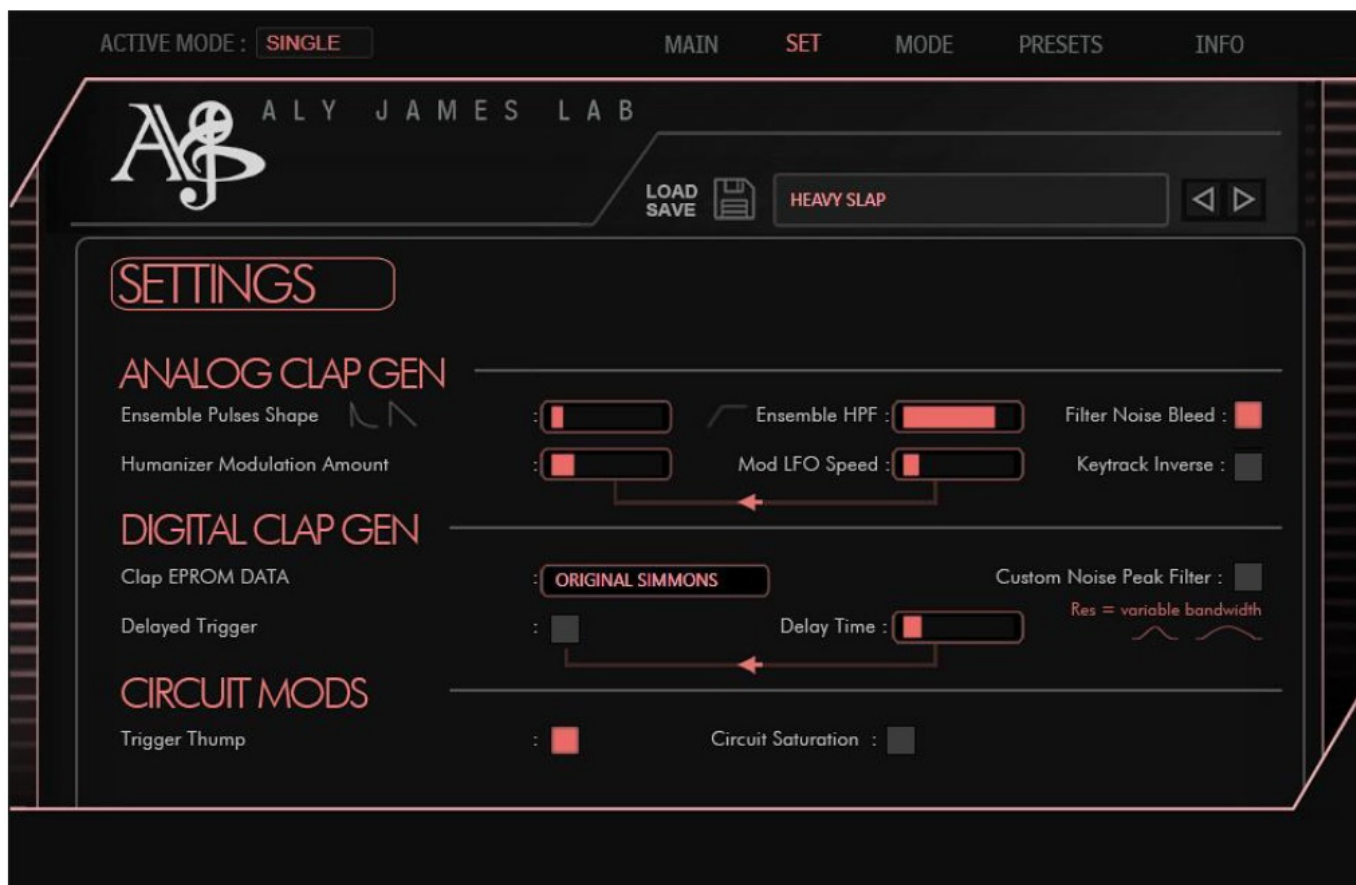 ACTIVE MODE : SINGLE MAIN SET MODE PRESETS INFO
ALY JAMES LAB
LOAD
SAVE
HEAVY SLAP
SETTINGS
ANALOG CLAP GEN
Ensemble Pulses Shape : Ensemble HPF : Filter Noise Bleed :
Humanizer Modulation Amount : Mod LFO Speed : Keytrack Inverse :
DIGITAL CLAP GEN
Clap EPROM DATA : ORIGINAL SIMMONS Custom Noise Peak Filter :
Res = variable bandwidth
Delayed Trigger : Delay Time :
CIRCUIT MODS
Trigger Thump : Circuit Saturation :